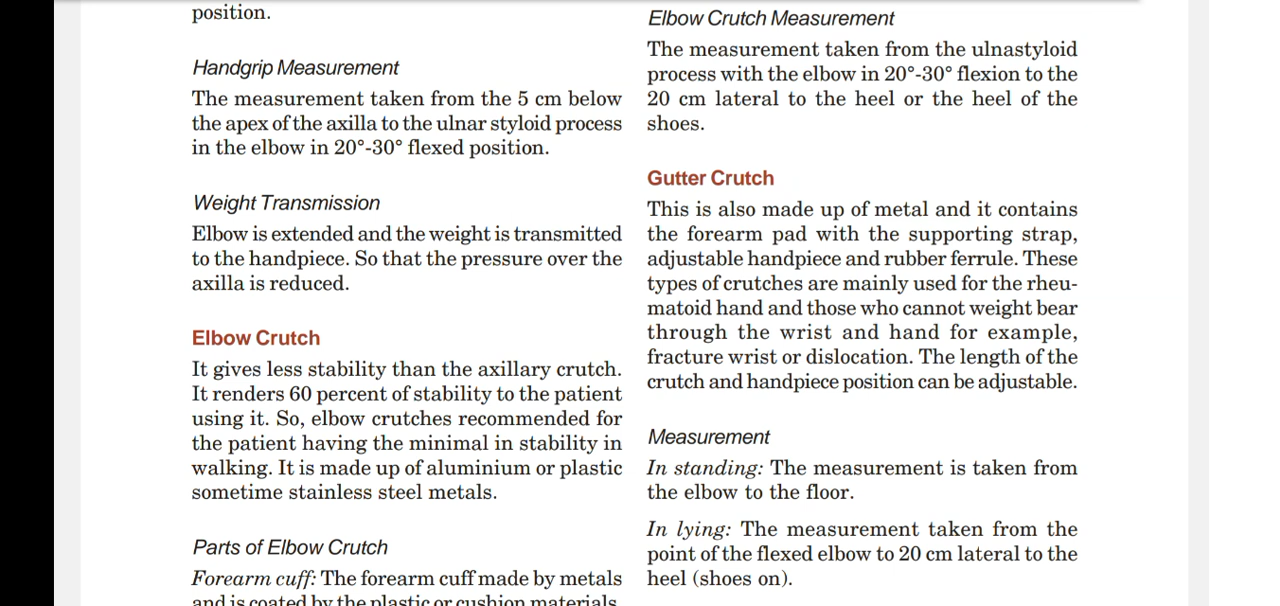 position.
Handgrip Measurement
The measurement taken from the 5 cm below
the apex of the axilla to the ulnar styloid process
in the elbow in 20°-30° flexed position.
Weight Transmission
Elbow is extended and the weight is transmitted
to the handpiece. So that the pressure over the
axilla is reduced.
Elbow Crutch
It gives less stability than the axillary crutch.
It renders 60 percent of stability to the patient
using it. So, elbow crutches recommended for
the patient having the minimal in stability in
walking. It is made up of aluminium or plastic
sometime stainless steel metals.
Parts of Elbow Crutch
Forearm cuff: The forearm cuff made by metals
and is coated by the plastic or cushion materials.
Elbow Crutch Measurement
The measurement taken from the ulnastyloid
process with the elbow in 20°-30° flexion to the
20 cm lateral to the heel or the heel of the
shoes.
Gutter Crutch
This is also made up of metal and it contains
the forearm pad with the supporting strap,
adjustable handpiece and rubber ferrule. These
types of crutches are mainly used for the rheu-
matoid hand and those who cannot weight bear
through the wrist and hand for example,
fracture wrist or dislocation. The length of the
crutch and handpiece position can be adjustable.
Measurement
In standing: The measurement is taken from
the elbow to the floor.
In lying: The measurement taken from the
point of the flexed elbow to 20 cm lateral to the
heel (shoes on).